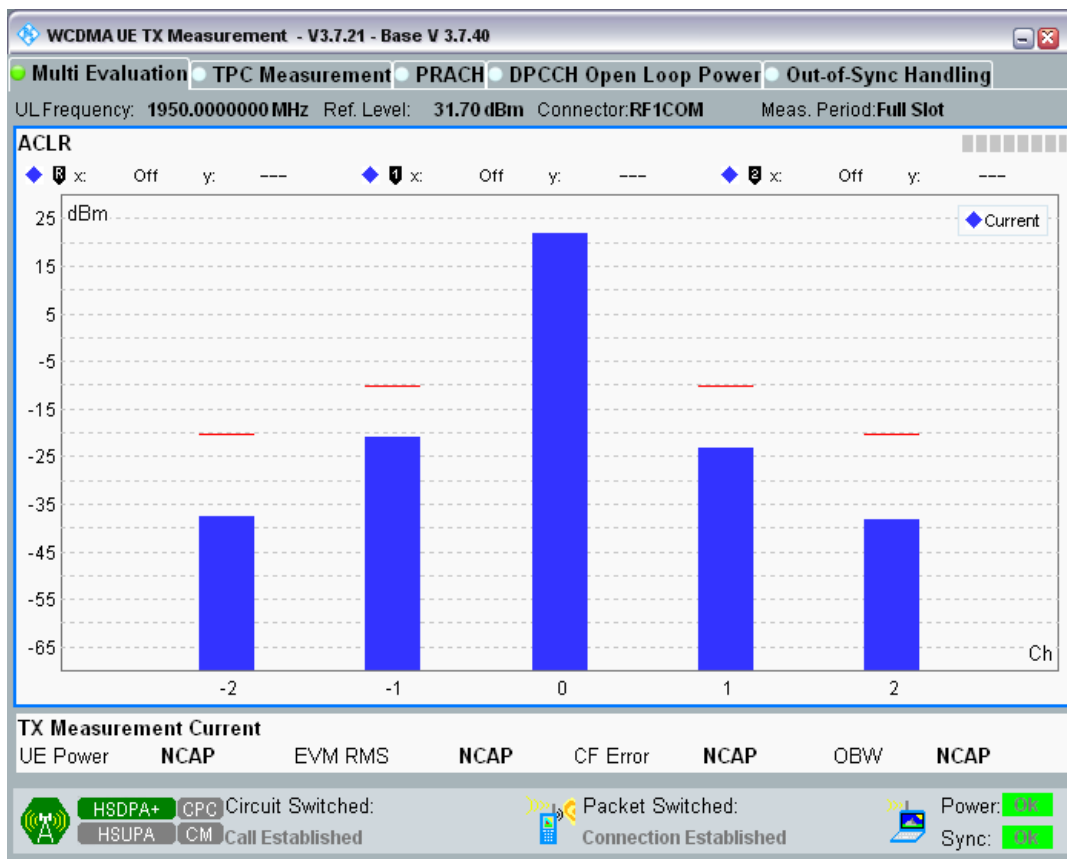 WCDMA UE TX Measurement - V3.7.21 - Base V 3.7.40
Multi Evaluation TPC Measurement PRACH DPCCH Open Loop Power Out-of-Sync Handling
UL Frequency: 1950.0000000 MHz Ref. Level: 31.70 dBm Connector:RF1COM Meas. Period:Full Slot
ACLR
R x: Off y: --- 1 x: Off y: --- 2 x: Off y: ---
dBm
Current
25
15
5
-5
-15
-25
-35
-45
-55
-65
Ch
-2 -1 0 1 2
TX Measurement Current
UE Power NCAP EVM RMS NCAP CF Error NCAP OBW NCAP
HSDPA+ CPC Circuit Switched: Packet Switched: Power: OK
HSUPA CM Call Established Connection Established Sync: OK